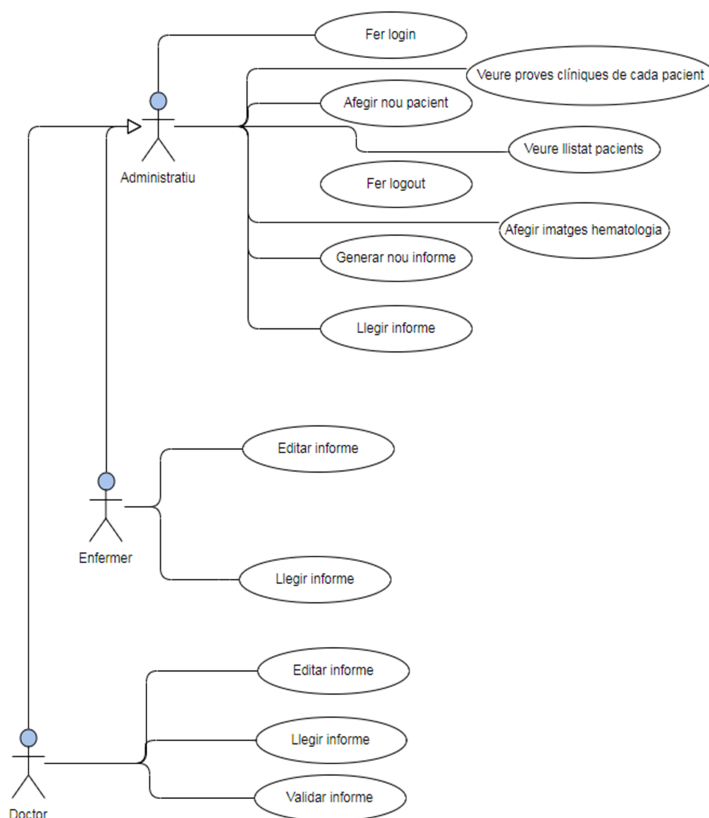 Fer login
Veure proves clíniques de cada pacient
Afegir nou pacient
Veure llistat pacients
Administratiu
Fer logout
Afegir imatges hematologia
Generar nou informe
Llegir informe
Editar informe
Enfermer
Llegir informe
Editar informe
Llegir informe
Validar informe
Doctor